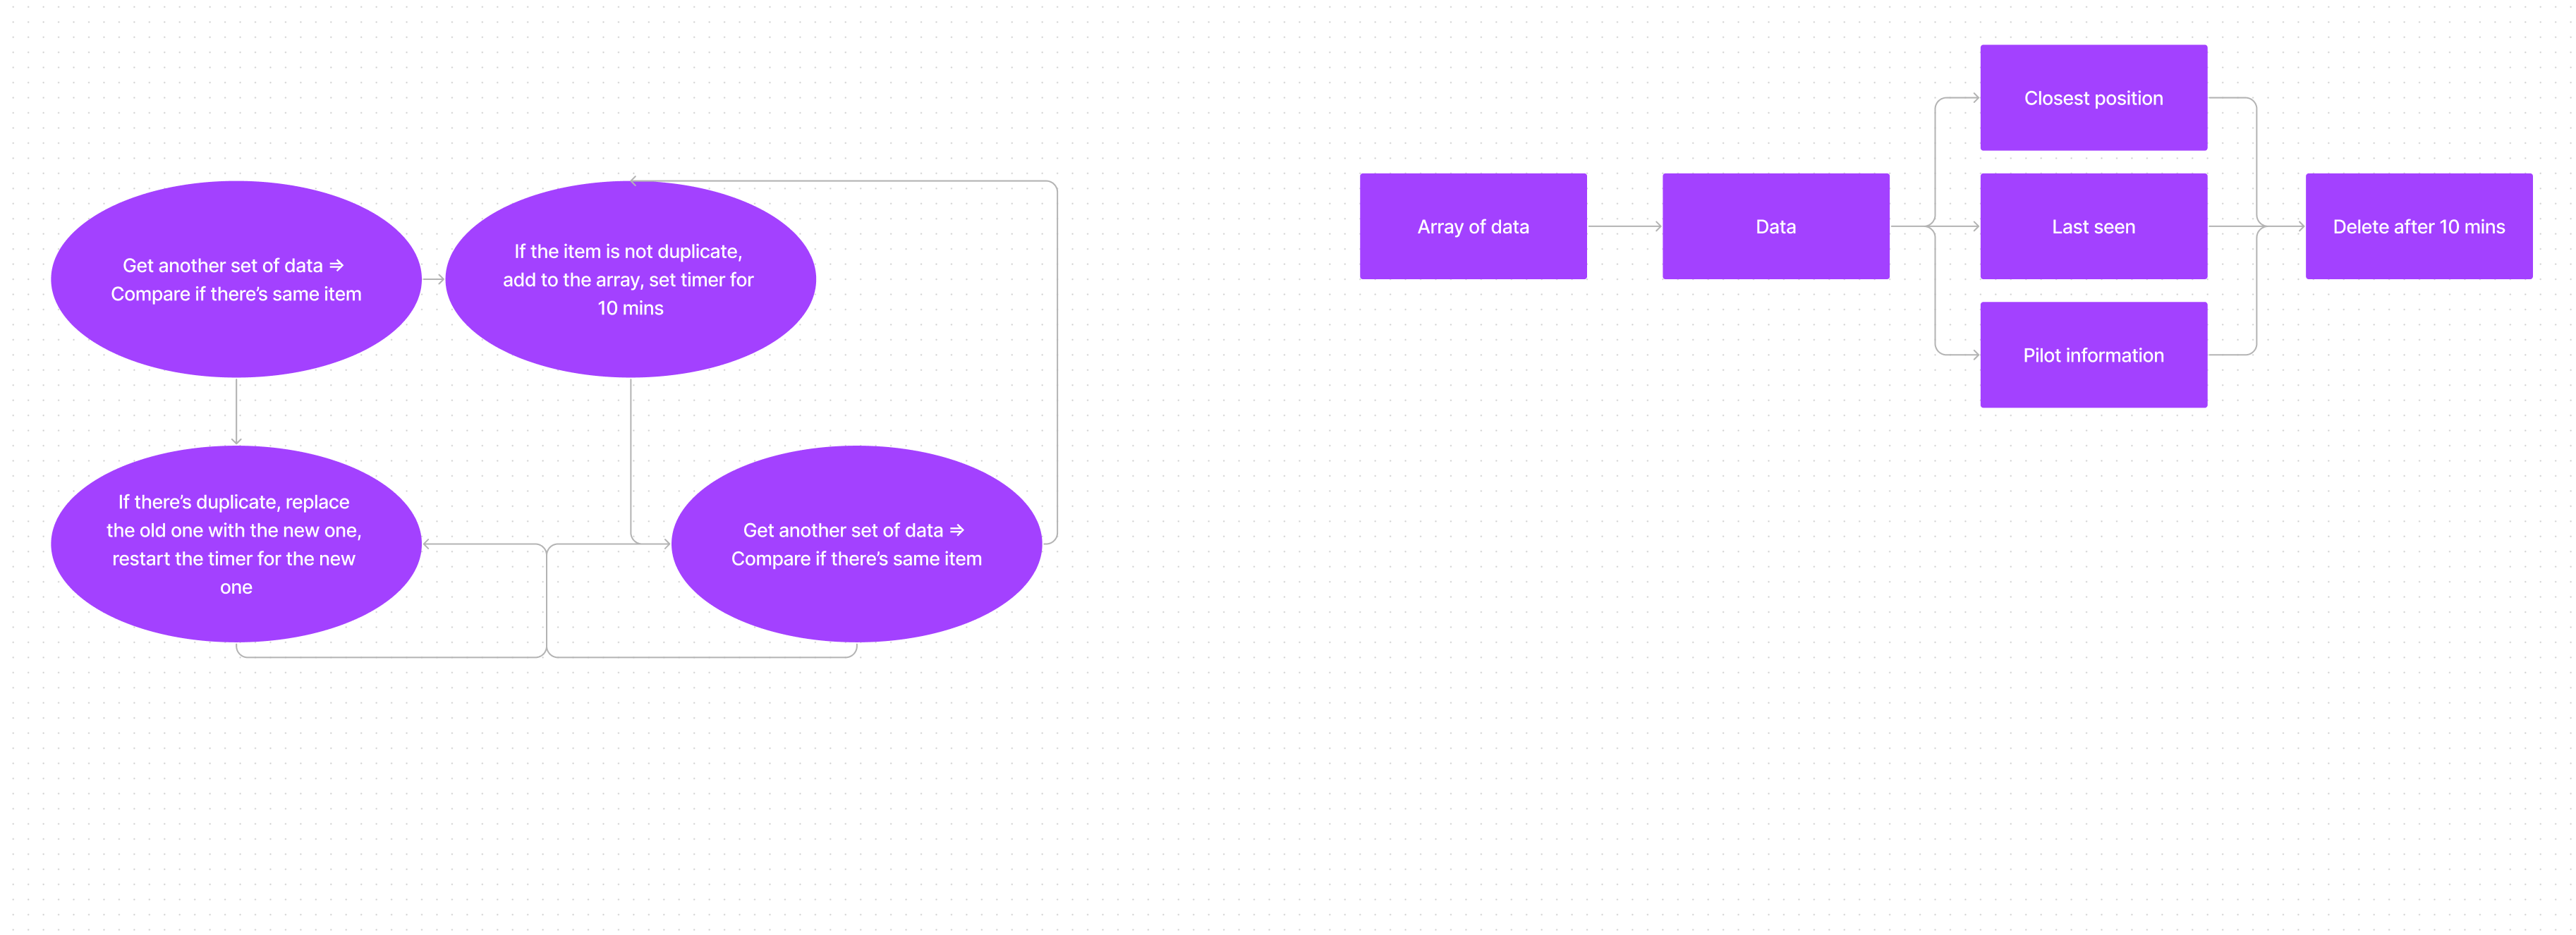 Get another set of data ⇒
Compare if there’s same item
If the item is not duplicate,
add to the array, set timer for
10 mins
If there’s duplicate, replace
the old one with the new one,
restart the timer for the new
one
Get another set of data ⇒
Compare if there’s same item
Array of data
Data
Closest position
Last seen
Pilot information
Delete after 10 mins